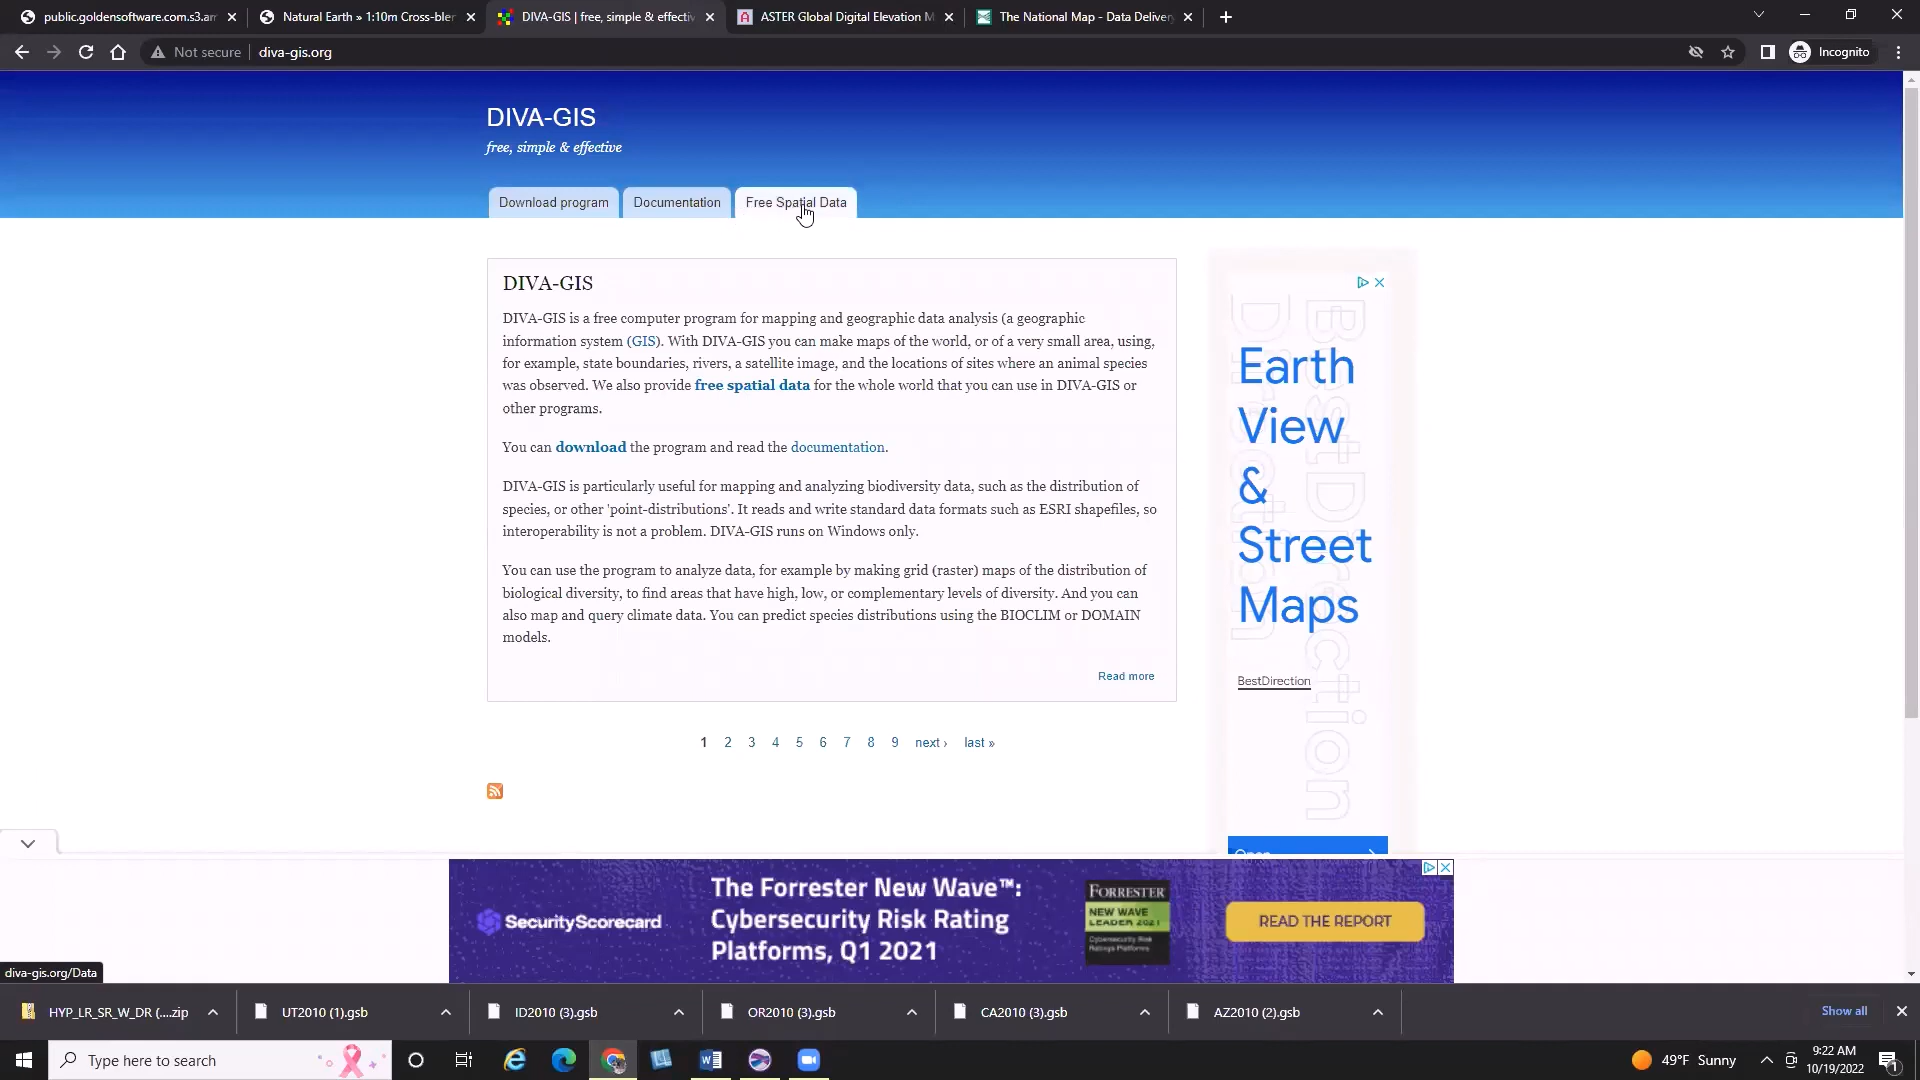 public.goldensoftware.com.s3.am
Natural Earth » 1:10m Cross-ble
DIVA-GIS | free, simple & effectiv
ASTER Global Digital Elevation M
The National Map - Data Delivery
Not secure
diva-gis.org
Incognito
DIVA-GIS
free, simple & effective
Download program
Documentation
Free Spatial Data
DIVA-GIS
DIVA-GIS is a free computer program for mapping and geographic data analysis (a geographic
information system (GIS). With DIVA-GIS you can make maps of the world, or of a very small area, using,
for example, state boundaries, rivers, a satellite image, and the locations of sites where an animal species
was observed. We also provide free spatial data for the whole world that you can use in DIVA-GIS or
other programs.
You can download the program and read the documentation.
DIVA-GIS is particularly useful for mapping and analyzing biodiversity data, such as the distribution of
species, or other 'point-distributions'. It reads and write standard data formats such as ESRI shapefiles, so
interoperability is not a problem. DIVA-GIS runs on Windows only.
You can use the program to analyze data, for example by making grid (raster) maps of the distribution of
biological diversity, to find areas that have high, low, or complementary levels of diversity. And you can
also map and query climate data. You can predict species distributions using the BIOCLIM or DOMAIN
models.
Read more
1 2 3 4 5 6 7 8 9 next › last »
BestDirection
Earth
View
&
Street
Maps
BestDirection
Open
SecurityScorecard
The Forrester New Wave™:
Cybersecurity Risk Rating
Platforms, Q1 2021
FORRESTER
NEW WAVE
LEADER 2021
Cybersecurity Risk
Ratings Platforms
READ THE REPORT
diva-gis.org/Data
HYP_LR_SR_W_DR (....zip
UT2010 (1).gsb
ID2010 (3).gsb
OR2010 (3).gsb
CA2010 (3).gsb
AZ2010 (2).gsb
Show all
Type here to search
49°F Sunny
9:22 AM
10/19/2022
1